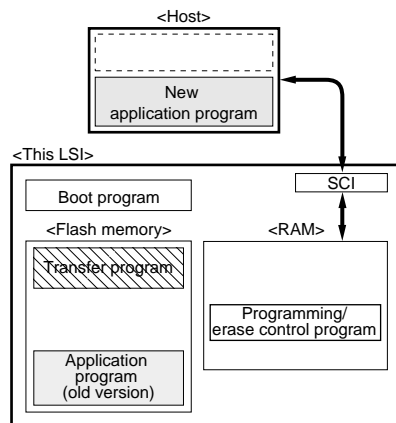 <Host>
New
application program
<This LSI>
SCI
Boot program
<Flash memory>
<RAM>
Transfer program
Programming/
erase control program
Application
program
(old version)